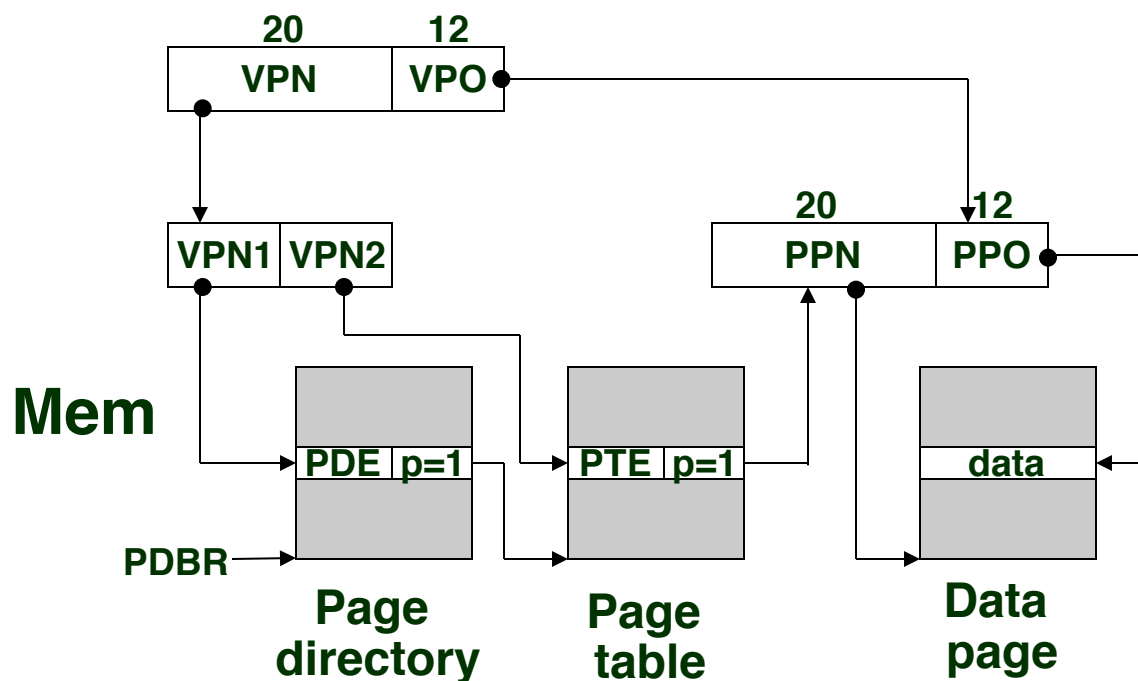 20 12
VPN VPO
20 12
VPN1 VPN2 PPN PPO
Mem
PDE p=1 PTE p=1 data
PDBR
Page
directory
Page
table
Data
page